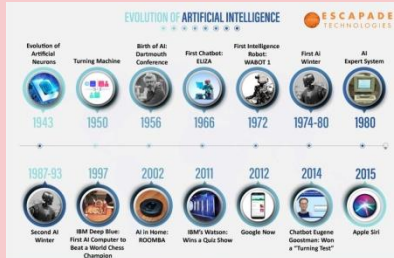 EVOLUTION OF ARTIFICIAL INTELLIGENCE
ESCAPADE
TECHNOLOGIES
Evolution of
Artificial
Neurons
1943
Turning Machine
1950
Birth of AI:
Dartmouth
Conference
1956
First Chatbot:
ELIZA
1966
First Intelligence
Robot:
WABOT 1
1972
First AI
Winter
1974-80
AI
Expert System
1980
1987-93
Second AI
Winter
1997
IBM Deep Blue:
First AI Computer to
Beat a World Chess
Champion
2002
AI in Home:
ROOMBA
2011
IBM's Watson:
Wins a Quiz Show
2012
Google Now
2014
Chatbot Eugene
Goostman: Won
a "Turning Test"
2015
Apple Siri